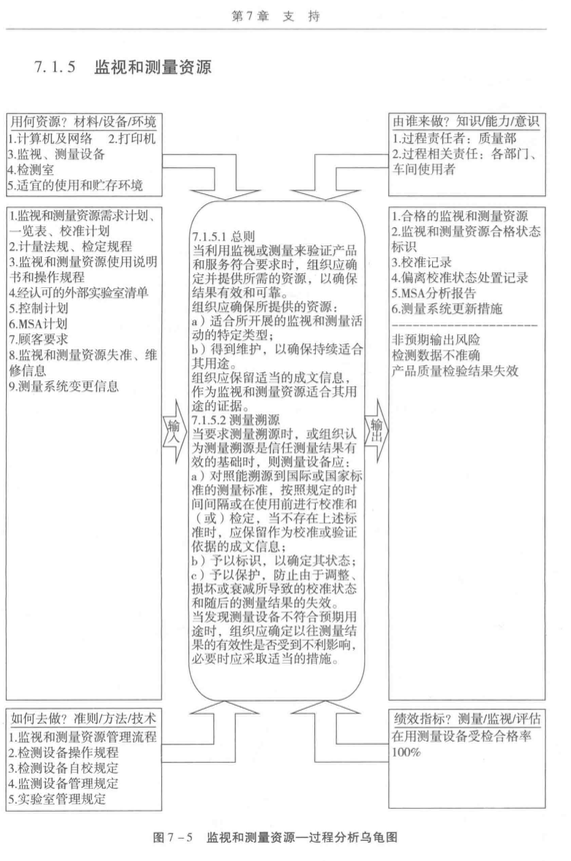 第7章 支 持
7.1.5 监视和测量资源
用何资源？材料/设备/环境
1.计算机及网络 2.打印机
3.监视、测量设备
4.检测室
5.适宜的使用和贮存环境
由谁来做？知识/能力/意识
1.过程责任者：质量部
2.过程相关责任：各部门、
车间使用者
1.监视和测量资源需求计划、
一览表、校准计划
2.计量法规、检定规程
3.监视和测量资源使用说明
书和操作规程
4.经认可的外部实验室清单
5.控制计划
6.MSA计划
7.顾客要求
8.监视和测量资源失准、维
修信息
9.测量系统变更信息
输入
7.1.5.1 总则
当利用监视或测量来验证产品
和服务符合要求时，组织应确
定并提供所需的资源，以确保
结果有效和可靠。
组织应确保所提供的资源：
a）适合所开展的监视和测量活
动的特定类型；
b）得到维护，以确保持续适合
其用途。
组织应保留适当的成文信息，
作为监视和测量资源适合其用
途的证据。
7.1.5.2 测量溯源
当要求测量溯源时，或组织认
为测量溯源是信任测量结果有
效的基础时，则测量设备应：
a）对照能溯源到国际或国家标
准的测量标准，按照规定的时
间间隔或在使用前进行校准和
（或）检定，当不存在上述标
准时，应保留作为校准或验证
依据的成文信息；
b）予以标识，以确定其状态；
c）予以保护，防止由于调整、
损坏或衰减所导致的校准状态
和随后的测量结果的失效。
当发现测量设备不符合预期用
途时，组织应确定以往测量结
果的有效性是否受到不利影响，
必要时应采取适当的措施。
输出
1.合格的监视和测量资源
2.监视和测量资源合格状态
标识
3.校准记录
4.偏离校准状态处置记录
5.MSA分析报告
6.测量系统更新措施
非预期输出风险
检测数据不准确
产品质量检验结果失效
如何去做？准则/方法/技术
1.监视和测量资源管理流程
2.检测设备操作规程
3.检测设备自校规定
4.监测设备管理规定
5.实验室管理规定
绩效指标？测量/监视/评估
在用测量设备受检合格率
100%
图7-5 监视和测量资源—过程分析乌龟图